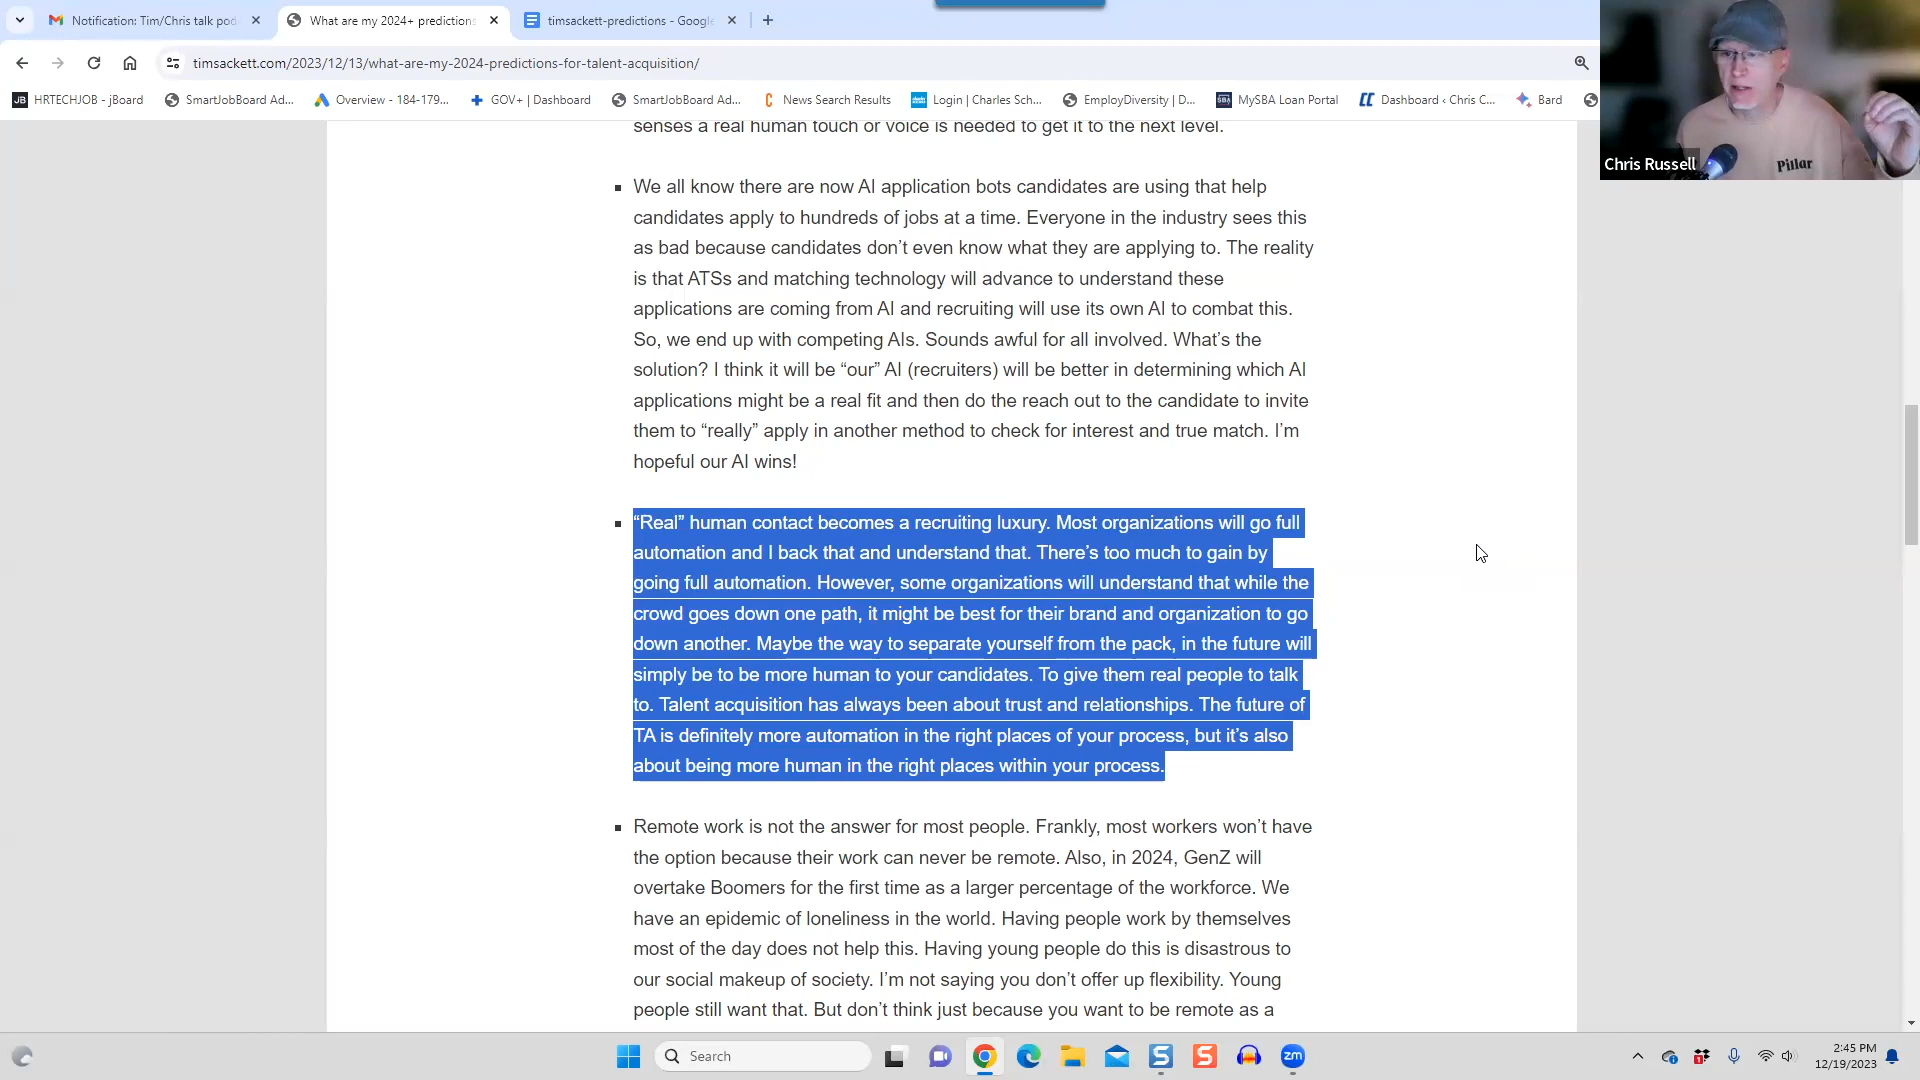 Notification: Tim/Chris talk pod
What are my 2024+ predictions
timsackett-predictions - Google
timsackett.com/2023/12/13/what-are-my-2024-predictions-for-talent-acquisition/
JB HRTECHJOB - jBoard
SmartJobBoard Ad...
Overview - 184-179...
GOV+ | Dashboard
SmartJobBoard Ad...
News Search Results
Login | Charles Sch...
EmployDiversity | D...
SBA MySBA Loan Portal
Dashboard ‹ Chris C...
Bard
Pillar
Chris Russell
senses a real human touch or voice is needed to get it to the next level.
We all know there are now AI application bots candidates are using that help
candidates apply to hundreds of jobs at a time. Everyone in the industry sees this
as bad because candidates don’t even know what they are applying to. The reality
is that ATSs and matching technology will advance to understand these
applications are coming from AI and recruiting will use its own AI to combat this.
So, we end up with competing AIs. Sounds awful for all involved. What’s the
solution? I think it will be “our” AI (recruiters) will be better in determining which AI
applications might be a real fit and then do the reach out to the candidate to invite
them to “really” apply in another method to check for interest and true match. I’m
hopeful our AI wins!
“Real” human contact becomes a recruiting luxury. Most organizations will go full
automation and I back that and understand that. There’s too much to gain by
going full automation. However, some organizations will understand that while the
crowd goes down one path, it might be best for their brand and organization to go
down another. Maybe the way to separate yourself from the pack, in the future will
simply be to be more human to your candidates. To give them real people to talk
to. Talent acquisition has always been about trust and relationships. The future of
TA is definitely more automation in the right places of your process, but it’s also
about being more human in the right places within your process.
Remote work is not the answer for most people. Frankly, most workers won’t have
the option because their work can never be remote. Also, in 2024, GenZ will
overtake Boomers for the first time as a larger percentage of the workforce. We
have an epidemic of loneliness in the world. Having people work by themselves
most of the day does not help this. Having young people do this is disastrous to
our social makeup of society. I’m not saying you don’t offer up flexibility. Young
people still want that. But don’t think just because you want to be remote as a
Search
zm
2:45 PM
12/19/2023